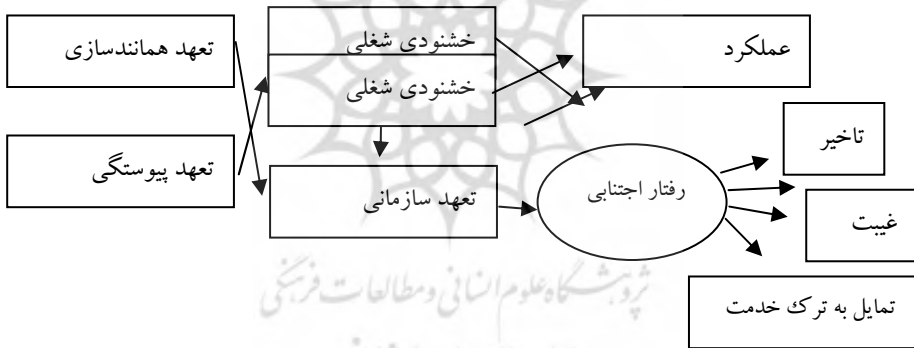 تعهد همانندسازی
خشنودی شغلی
خشنودی شغلی
عملکرد
تاخیر
تعهد پیوستگی
تعهد سازمانی
رفتار اجتنابی
غیبت
تمایل به ترک خدمت
پژوهشگاه علوم انسانی و مطالعات فرهنگی